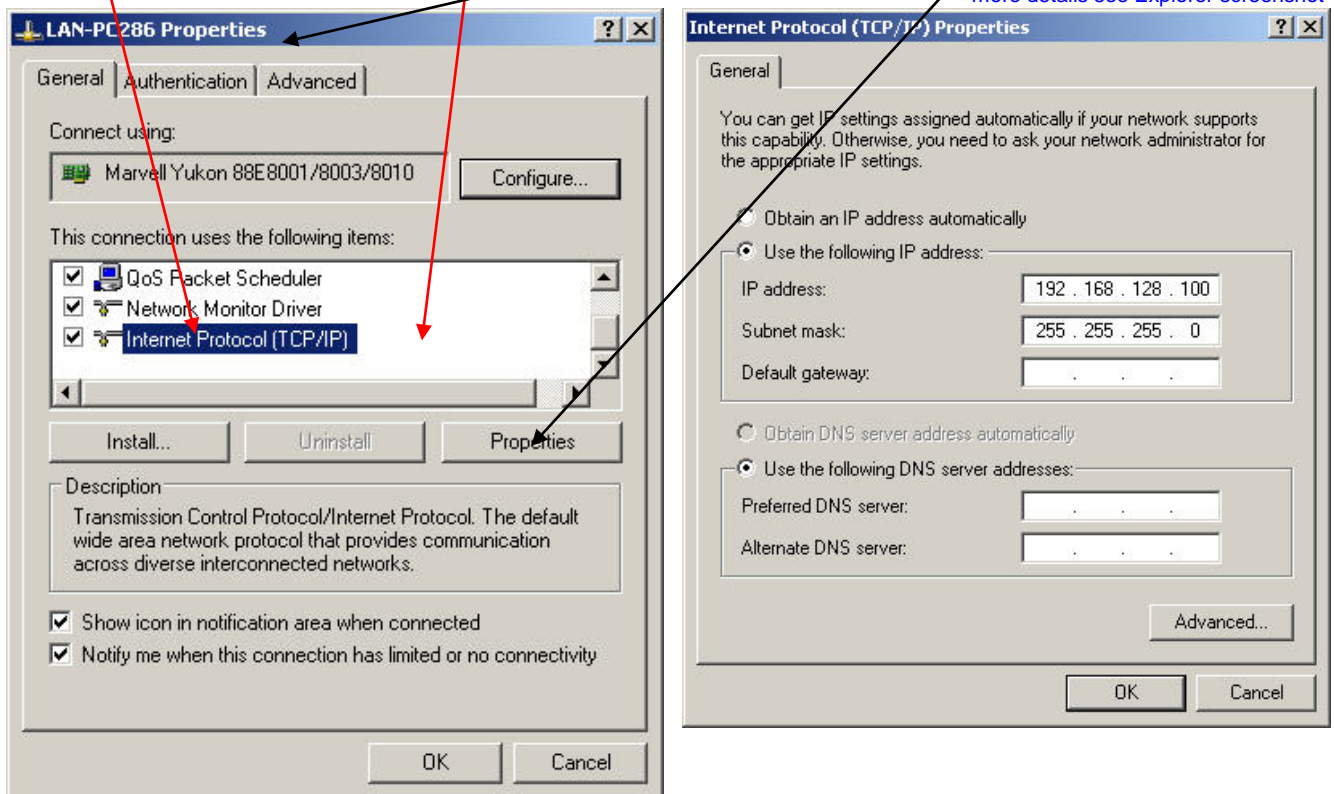 more details see Explorer screenshot
LAN-PC286 Properties
General Authentication Advanced
Connect using:
Marvell Yukon 88E8001/8003/8010
Configure...
This connection uses the following items:
QoS Packet Scheduler
Network Monitor Driver
Internet Protocol (TCP/IP)
Install... Uninstall Properties
Description
Transmission Control Protocol/Internet Protocol. The default
wide area network protocol that provides communication
across diverse interconnected networks.
Show icon in notification area when connected
Notify me when this connection has limited or no connectivity
OK Cancel
Internet Protocol (TCP/IP) Properties
General
You can get IP settings assigned automatically if your network supports
this capability. Otherwise, you need to ask your network administrator for
the appropriate IP settings.
Obtain an IP address automatically
Use the following IP address:
IP address: 192 . 168 . 128 . 100
Subnet mask: 255 . 255 . 255 . 0
Default gateway: . . .
Obtain DNS server address automatically
Use the following DNS server addresses:
Preferred DNS server: . . .
Alternate DNS server: . . .
Advanced...
OK Cancel